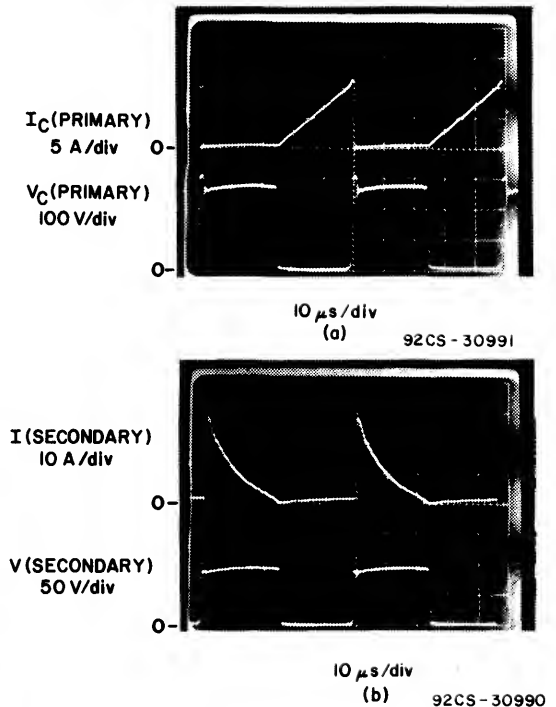 I_C (PRIMARY)
5 A/div
0-
V_C (PRIMARY)
100 V/div
0-
10 μs/div
(a)
92CS-30991
I (SECONDARY)
10 A/div
0-
V (SECONDARY)
50 V/div
0-
10 μs/div
(b)
92CS-30990